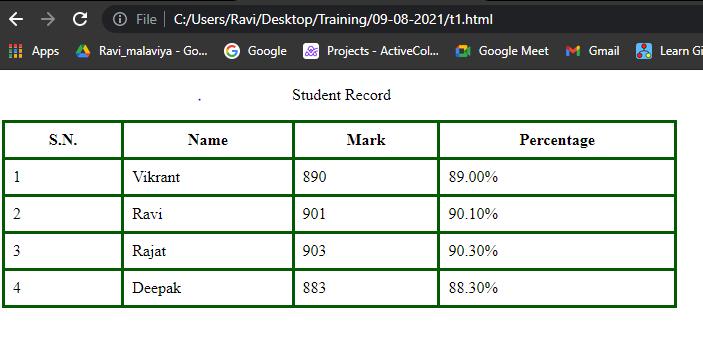 File | C:/Users/Ravi/Desktop/Training/09-08-2021/t1.html
Apps Ravi_malaviya - Go... Google Projects - ActiveCol... Google Meet Gmail Learn Gi
. Student Record
S.N. Name Mark Percentage
1 Vikrant 890 89.00%
2 Ravi 901 90.10%
3 Rajat 903 90.30%
4 Deepak 883 88.30%